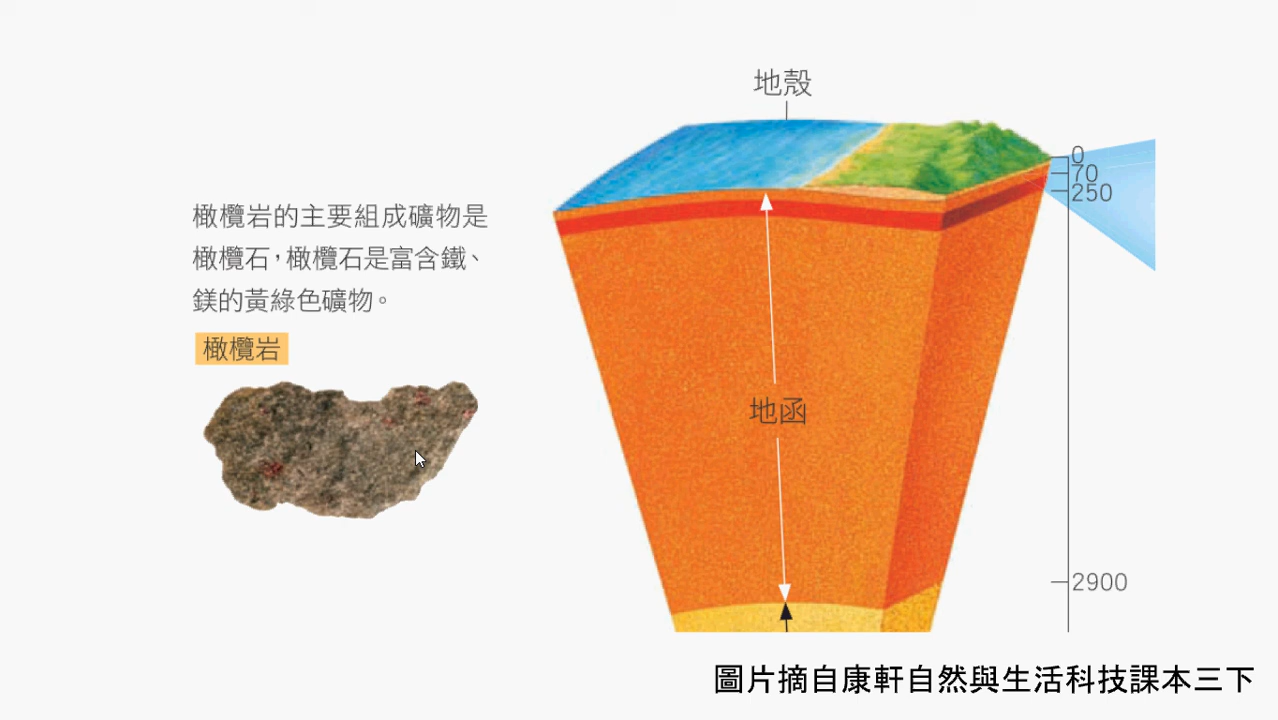 地殼
0
70
250
橄欖岩的主要組成礦物是
橄欖石，橄欖石是富含鐵、
鎂的黃綠色礦物。
橄欖岩
地函
2900
圖片摘自康軒自然與生活科技課本三下